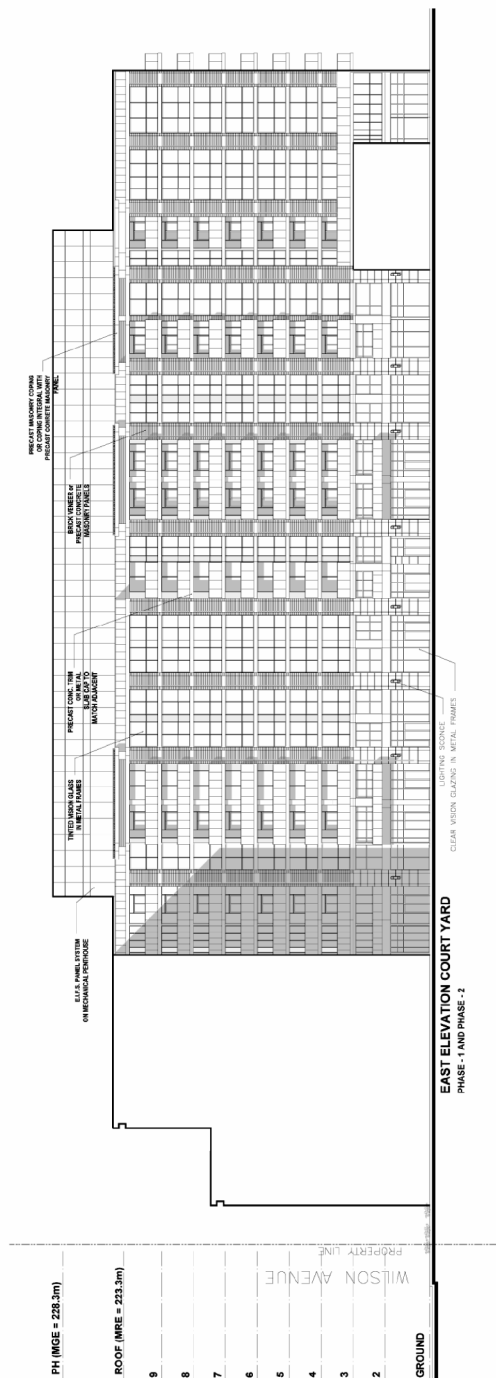 PRECAST MASONRY COPING
OR COPING INTEGRAL WITH
PRECAST CONRETE MASONRY
PANEL
BRICK VENEER or
PRECAST CONCRETE
MASONRY PANELS
PRECAST CONC. TRIM
OR METAL
SLAB CAP TO
MATCH ADJACENT
TINTED VISION GLASS
IN METAL FRAMES
E.I.F.S. PANEL SYSTEM
ON MECHANICAL PENTHOUSE
LIGHTING SCONCE
CLEAR VISION GLAZING IN METAL FRAMES
EAST ELEVATION COURT YARD
PHASE - 1 AND PHASE - 2
PROPERTY LINE
WILSON AVENUE
PH (MGE = 228.3m)
ROOF (MRE = 223.3m)
9
8
7
6
5
4
3
2
GROUND